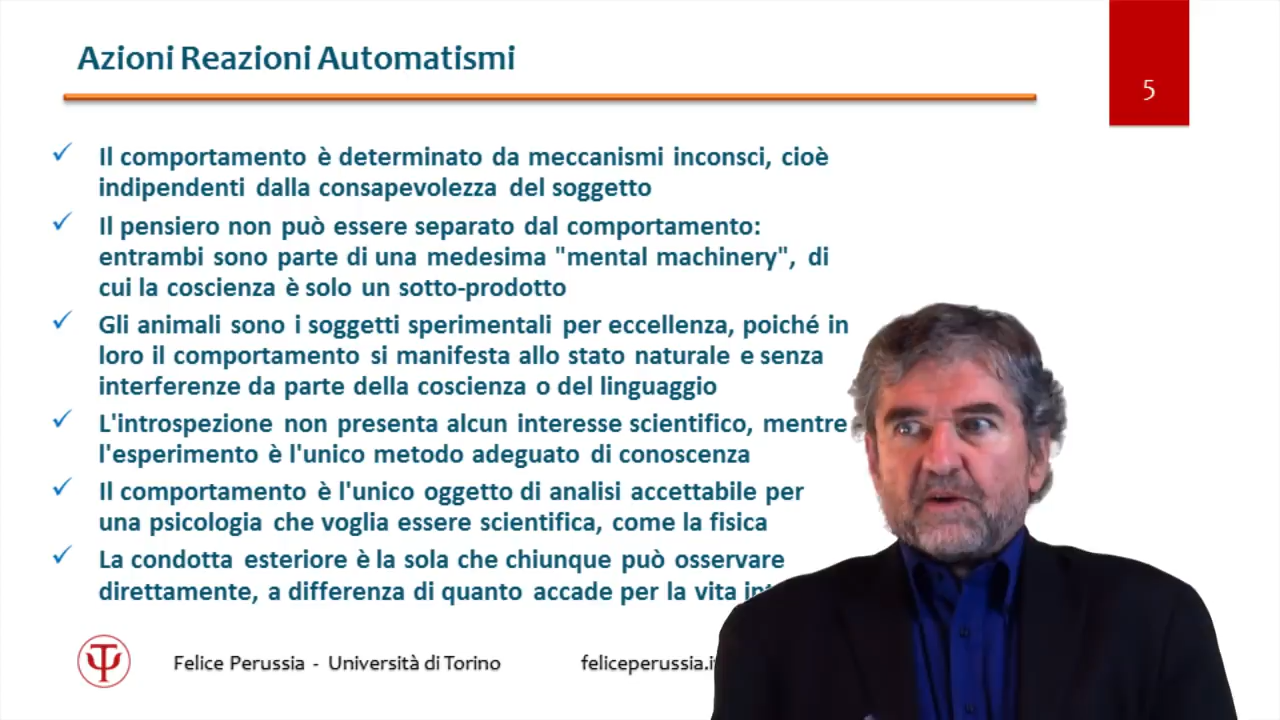 Azioni Reazioni Automatismi
5
Il comportamento è determinato da meccanismi inconsci, cioè
indipendenti dalla consapevolezza del soggetto
Il pensiero non può essere separato dal comportamento:
entrambi sono parte di una medesima "mental machinery", di
cui la coscienza è solo un sotto-prodotto
Gli animali sono i soggetti sperimentali per eccellenza, poiché in
loro il comportamento si manifesta allo stato naturale e senza
interferenze da parte della coscienza o del linguaggio
L'introspezione non presenta alcun interesse scientifico, mentre
l'esperimento è l'unico metodo adeguato di conoscenza
Il comportamento è l'unico oggetto di analisi accettabile per
una psicologia che voglia essere scientifica, come la fisica
La condotta esteriore è la sola che chiunque può osservare
direttamente, a differenza di quanto accade per la vita
Felice Perussia - Università di Torino
feliceperussia.i